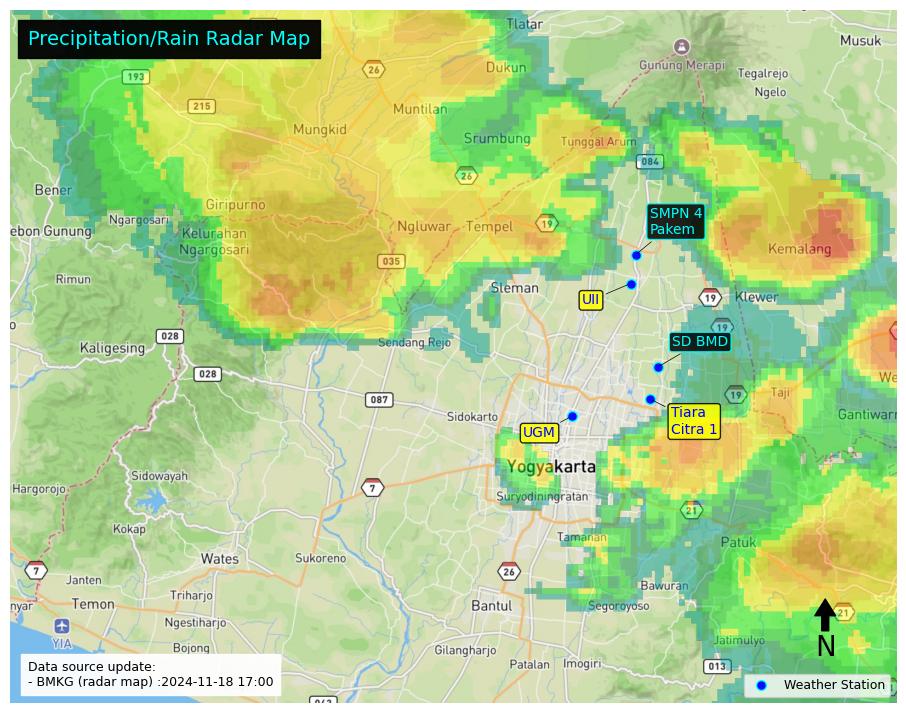 Precipitation/Rain Radar Map
Tlatar
Musuk
Gunung Merapi
193
26
Dukun
Tegalrejo
Ngelo
215
Muntilan
Mungkid
Srumbung
Tunggal Arum
084
26
Bener
Giripurno
Ngargosari
ebon Gunung
Kelurahan
Ngargosari
Ngluwar
Tempel
19
SMPN 4
Pakem
Kemalang
035
Rimun
Steman
UII
19
Klewer
19
028
Kaligesing
Sendang Rejo
SD BMD
028
We
087
19
Taji
Sidokarto
Tiara
Citra 1
Gantiwarn
UGM
Yogyakarta
Sidowayah
Hargorojo
7
Suryodiningratan
21
Kokap
Tamanan
Patuk
Wates
Sukoreno
7
26
Janten
Bawuran
Triharjo
nyar
Temon
Bantul
Segoroyoso
21
Ngestiharjo
YIA
N
Bojong
Gilangharjo
Jatimulyo
Patalan
Imogiri
013
Data source update:
- BMKG (radar map) :2024-11-18 17:00
Weather Station